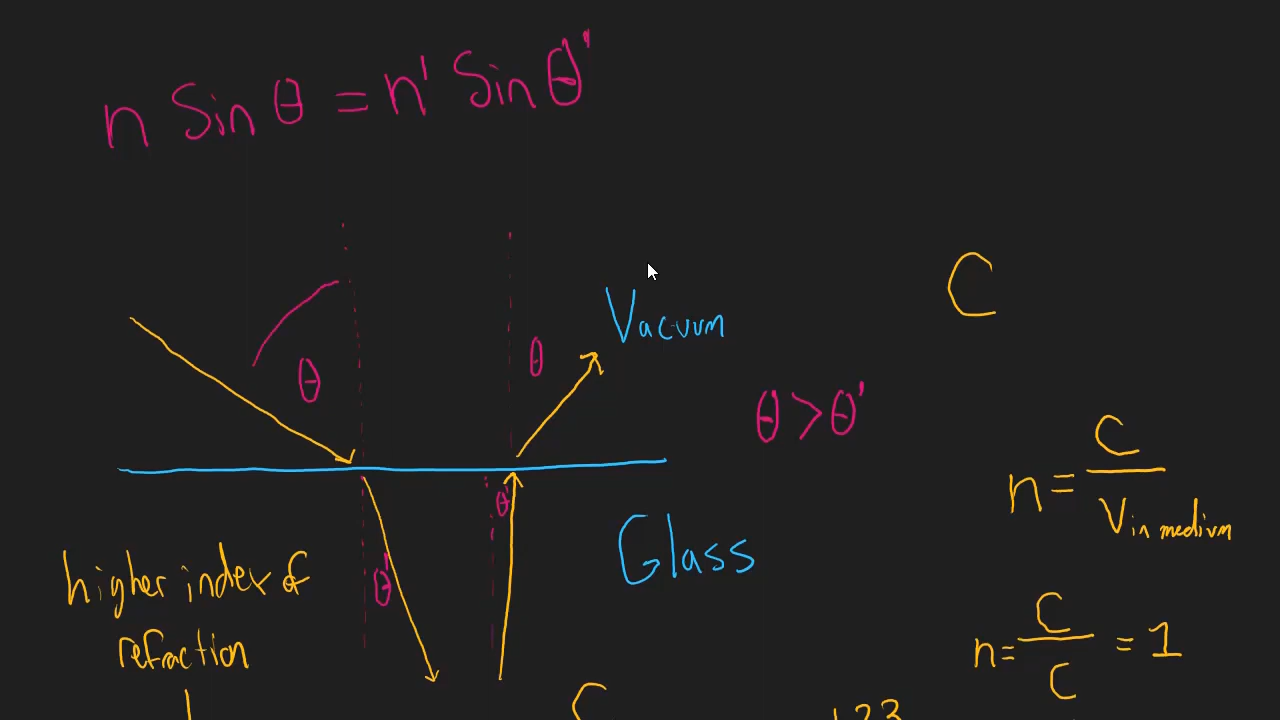 n Sin θ = n' Sin θ'
C
Vacuum
θ
θ
θ > θ'
n = C / V in medium
θ'
Glass
θ'
higher index of
refraction
n = C / C = 1
C